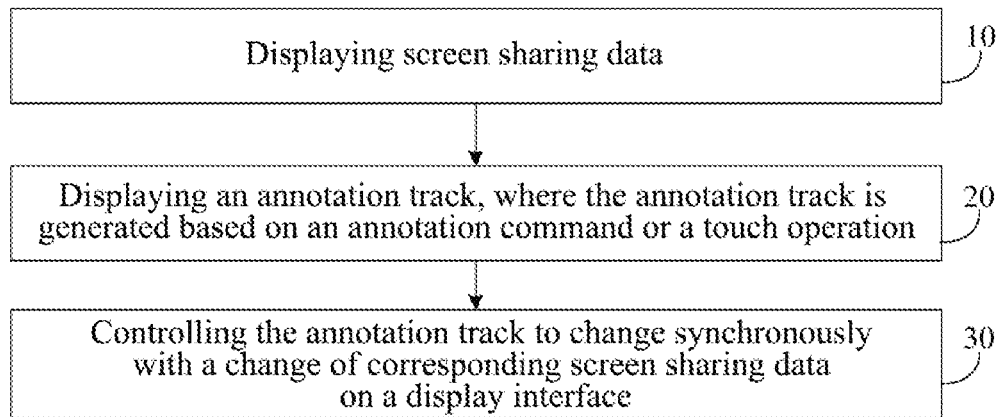 Displaying screen sharing data
10
Displaying an annotation track, where the annotation track is
generated based on an annotation command or a touch operation
20
Controlling the annotation track to change synchronously
with a change of corresponding screen sharing data
on a display interface
30